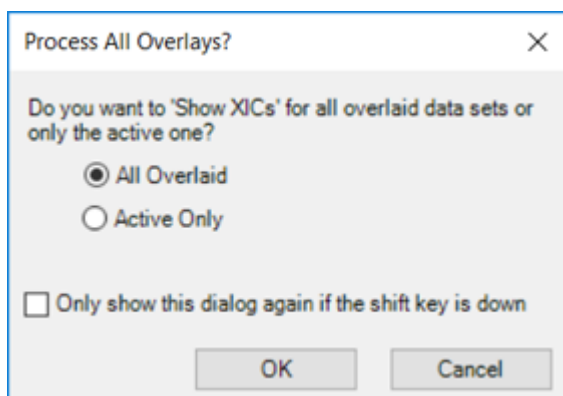 Process All Overlays?
Do you want to 'Show XICs' for all overlaid data sets or
only the active one?
All Overlaid
Active Only
Only show this dialog again if the shift key is down
OK
Cancel